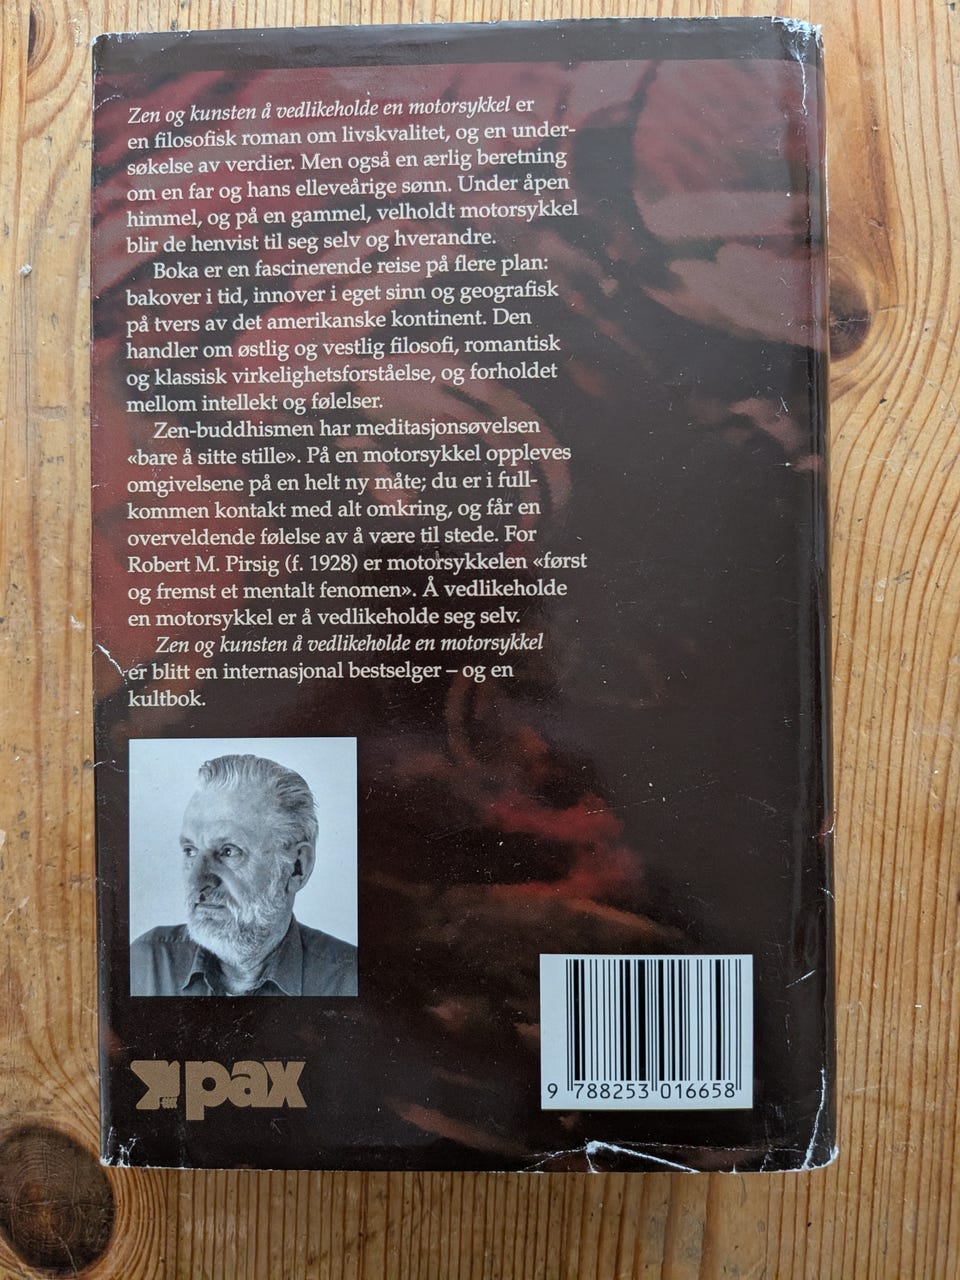 Zen og kunsten å vedlikeholde en motorsykkel er
en filosofisk roman om livskvalitet, og en under-
søkelse av verdier. Men også en ærlig beretning
om en far og hans elleveårige sønn. Under åpen
himmel, og på en gammel, velholdt motorsykkel
blir de henvist til seg selv og hverandre.
Boka er en fascinerende reise på flere plan:
bakover i tid, innover i eget sinn og geografisk
på tvers av det amerikanske kontinent. Den
handler om østlig og vestlig filosofi, romantisk
og klassisk virkelighetsforståelse, og forholdet
mellom intellekt og følelser.
Zen-buddhismen har meditasjonsøvelsen
«bare å sitte stille». På en motorsykkel oppleves
omgivelsene på en helt ny måte; du er i full-
kommen kontakt med alt omkring, og får en
overveldende følelse av å være til stede. For
Robert M. Pirsig (f. 1928) er motorsykkelen «først
og fremst et mentalt fenomen». Å vedlikeholde
en motorsykkel er å vedlikeholde seg selv.
Zen og kunsten å vedlikeholde en motorsykkel
er blitt en internasjonal bestselger – og en
kultbok.
pax
9 788253 016658